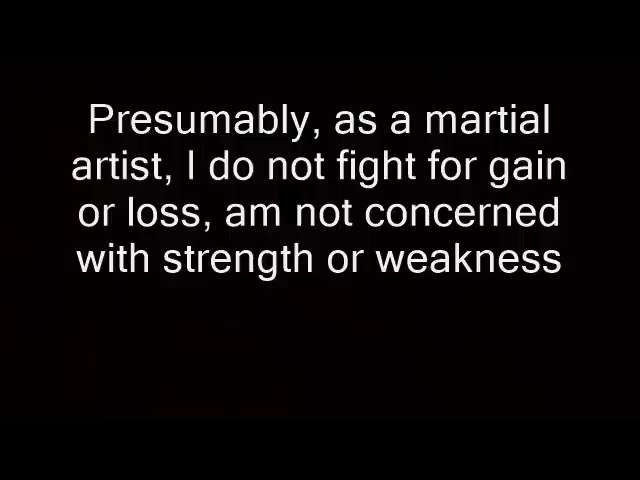 Presumably, as a martial
artist, I do not fight for gain
or loss, am not concerned
with strength or weakness